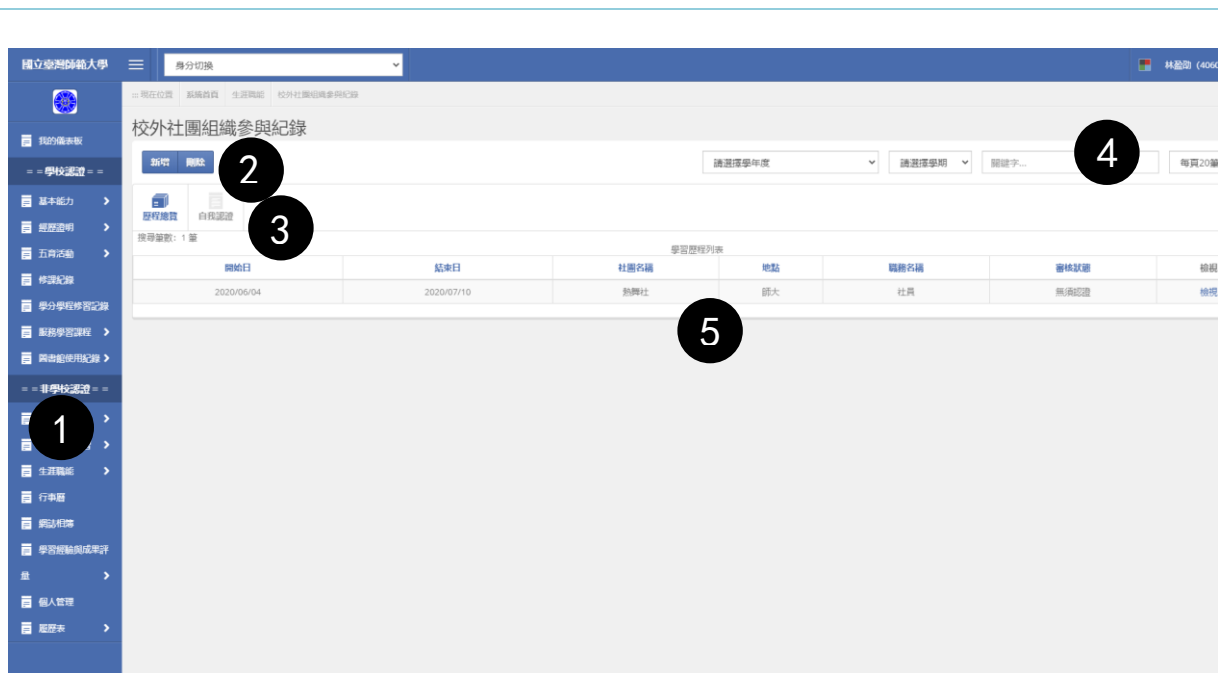 國立臺灣師範大學
身分切換
林盈
(4060
::: 現在位置 系統首頁 生涯職能 校外社團組織參與紀錄
校外社團組織參與紀錄
新增 刪除
2
請選擇學年度
請選擇學期
關鍵字...
4
每頁20筆
歷程總覽
自我認證
3
搜尋筆數: 1 筆
學習歷程列表
開始日 結束日 社團名稱 地點 職務名稱 審核狀態 檢視
2020/06/04 2020/07/10 熱舞社 師大 社員 無須認證 檢視
5
我的儀表板
= = 學校認證 = =
基本能力
經歷證明
五育活動
修課紀錄
學分學程修習記錄
服務學習課程
圖書館使用紀錄
= = 非學校認證 = =
1
生涯職能
行事曆
網誌相簿
學習經驗與成果評
量
個人管理
履歷表